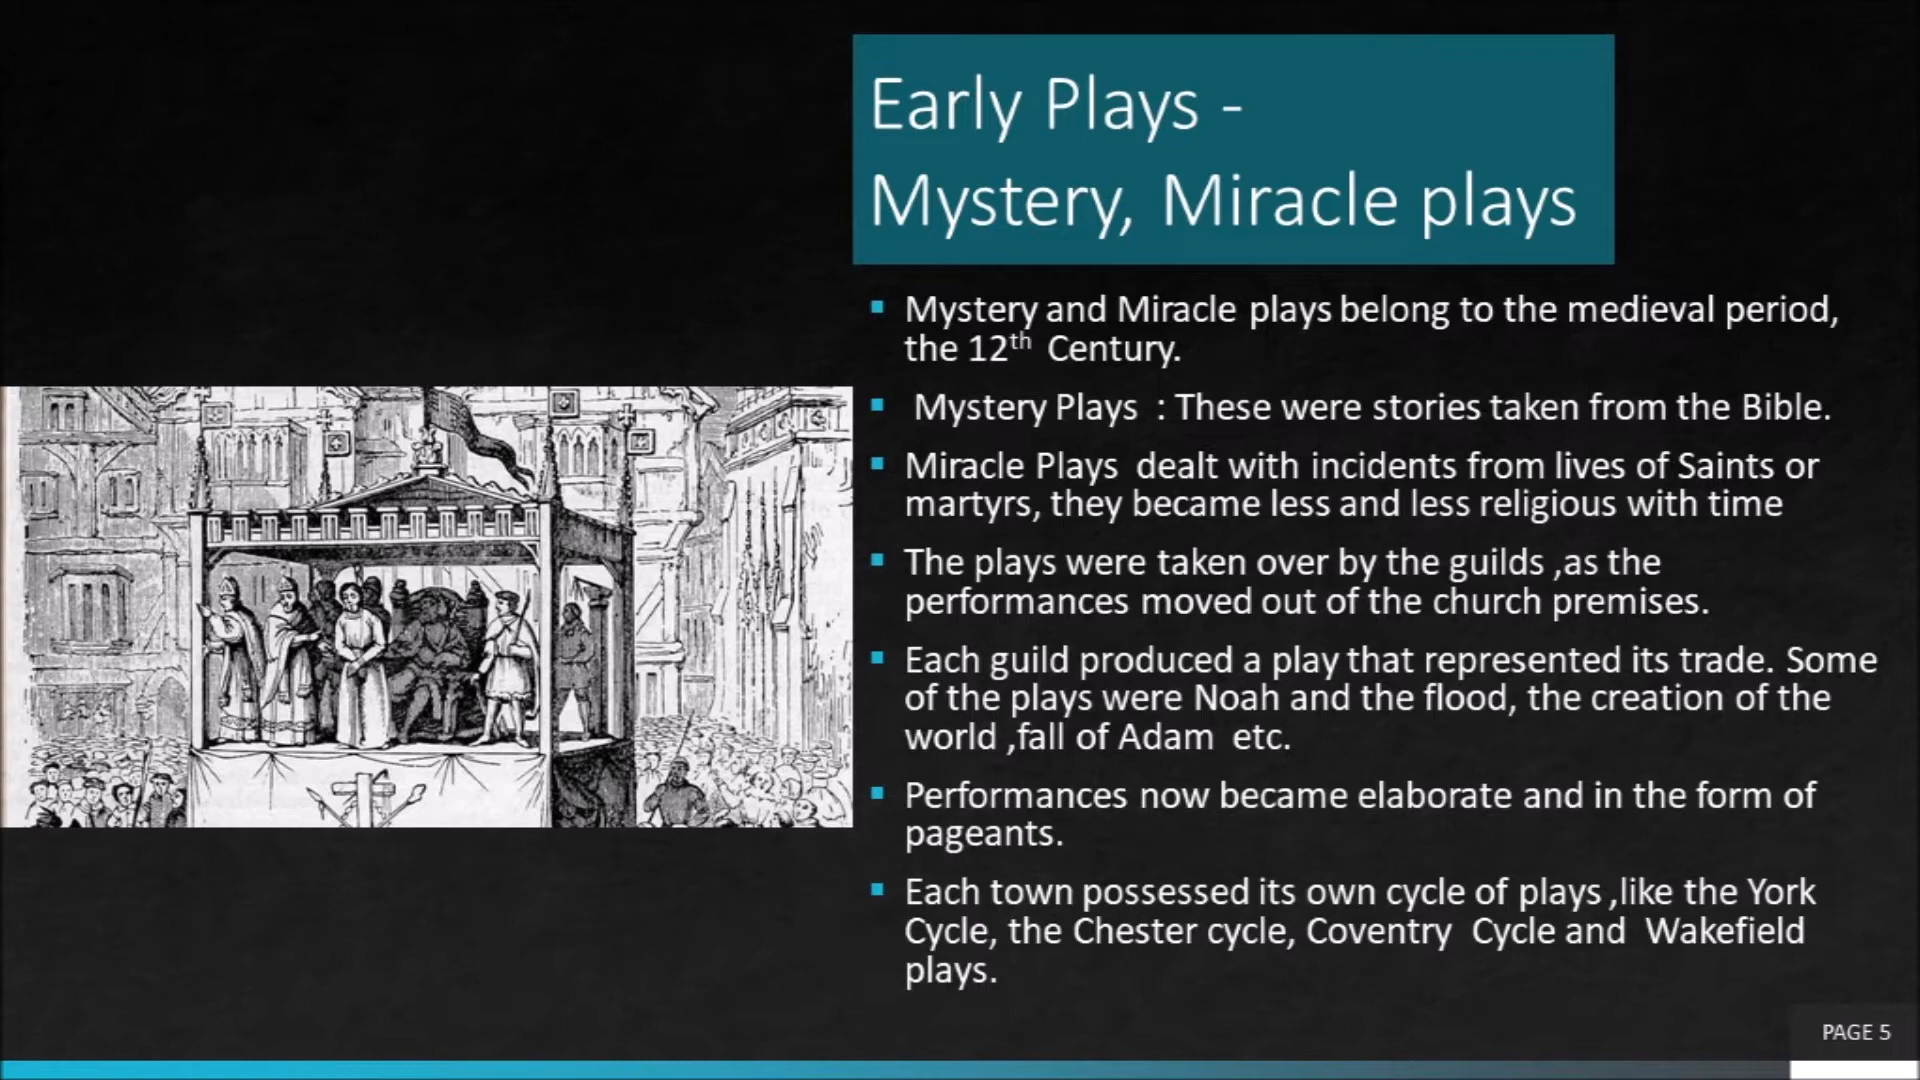 Early Plays -
Mystery, Miracle plays
Mystery and Miracle plays belong to the medieval period,
the 12th Century.
Mystery Plays : These were stories taken from the Bible.
Miracle Plays dealt with incidents from lives of Saints or
martyrs, they became less and less religious with time
The plays were taken over by the guilds ,as the
performances moved out of the church premises.
Each guild produced a play that represented its trade. Some
of the plays were Noah and the flood, the creation of the
world ,fall of Adam etc.
Performances now became elaborate and in the form of
pageants.
Each town possessed its own cycle of plays ,like the York
Cycle, the Chester cycle, Coventry Cycle and Wakefield
plays.
PAGE 5